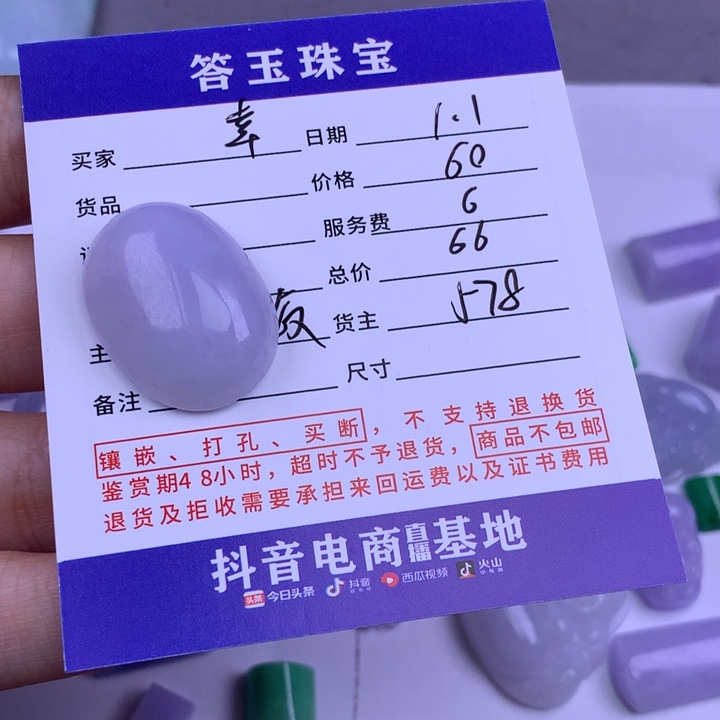 答玉珠宝
买家 幸 日期 1.1
货品 价格 60
服务费 6
总价 66
主 货主 578
备注 尺寸
镶嵌、打孔、买断，不支持退换货
鉴赏期48小时，超时不予退货，商品不包邮
退货及拒收需要承担来回运费以及证书费用
抖音电商直播基地
头条 今日头条 抖音 西瓜视频 火山